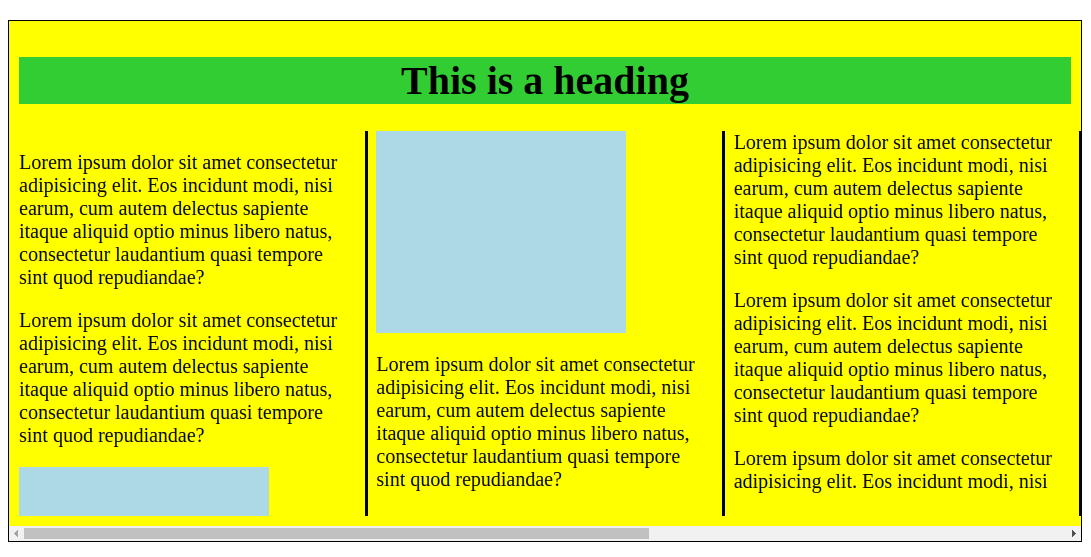 This is a heading
Lorem ipsum dolor sit amet consectetur
adipisicing elit. Eos incidunt modi, nisi
earum, cum autem delectus sapiente
itaque aliquid optio minus libero natus,
consectetur laudantium quasi tempore
sint quod repudiandae?
Lorem ipsum dolor sit amet consectetur
adipisicing elit. Eos incidunt modi, nisi
earum, cum autem delectus sapiente
itaque aliquid optio minus libero natus,
consectetur laudantium quasi tempore
sint quod repudiandae?
Lorem ipsum dolor sit amet consectetur
adipisicing elit. Eos incidunt modi, nisi
earum, cum autem delectus sapiente
itaque aliquid optio minus libero natus,
consectetur laudantium quasi tempore
sint quod repudiandae?
Lorem ipsum dolor sit amet consectetur
adipisicing elit. Eos incidunt modi, nisi
earum, cum autem delectus sapiente
itaque aliquid optio minus libero natus,
consectetur laudantium quasi tempore
sint quod repudiandae?
Lorem ipsum dolor sit amet consectetur
adipisicing elit. Eos incidunt modi, nisi
earum, cum autem delectus sapiente
itaque aliquid optio minus libero natus,
consectetur laudantium quasi tempore
sint quod repudiandae?
Lorem ipsum dolor sit amet consectetur
adipisicing elit. Eos incidunt modi, nisi